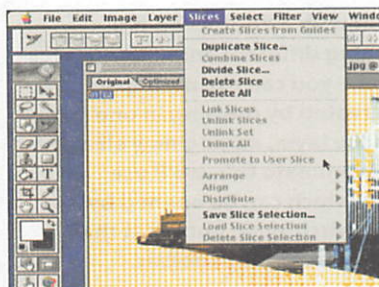 File Edit Image Layer Slices Select Filter View Windo
Create Slices from Guides
Duplicate Slice...
Combine Slices
Divide Slice...
Delete Slice
Delete All
Link Slices
Unlink Slices
Unlink Set
Unlink All
Promote to User Slice
Arrange
Align
Distribute
Save Slice Selection...
Load Slice Selection
Delete Slice Selection
Original Optimized
.jpg @